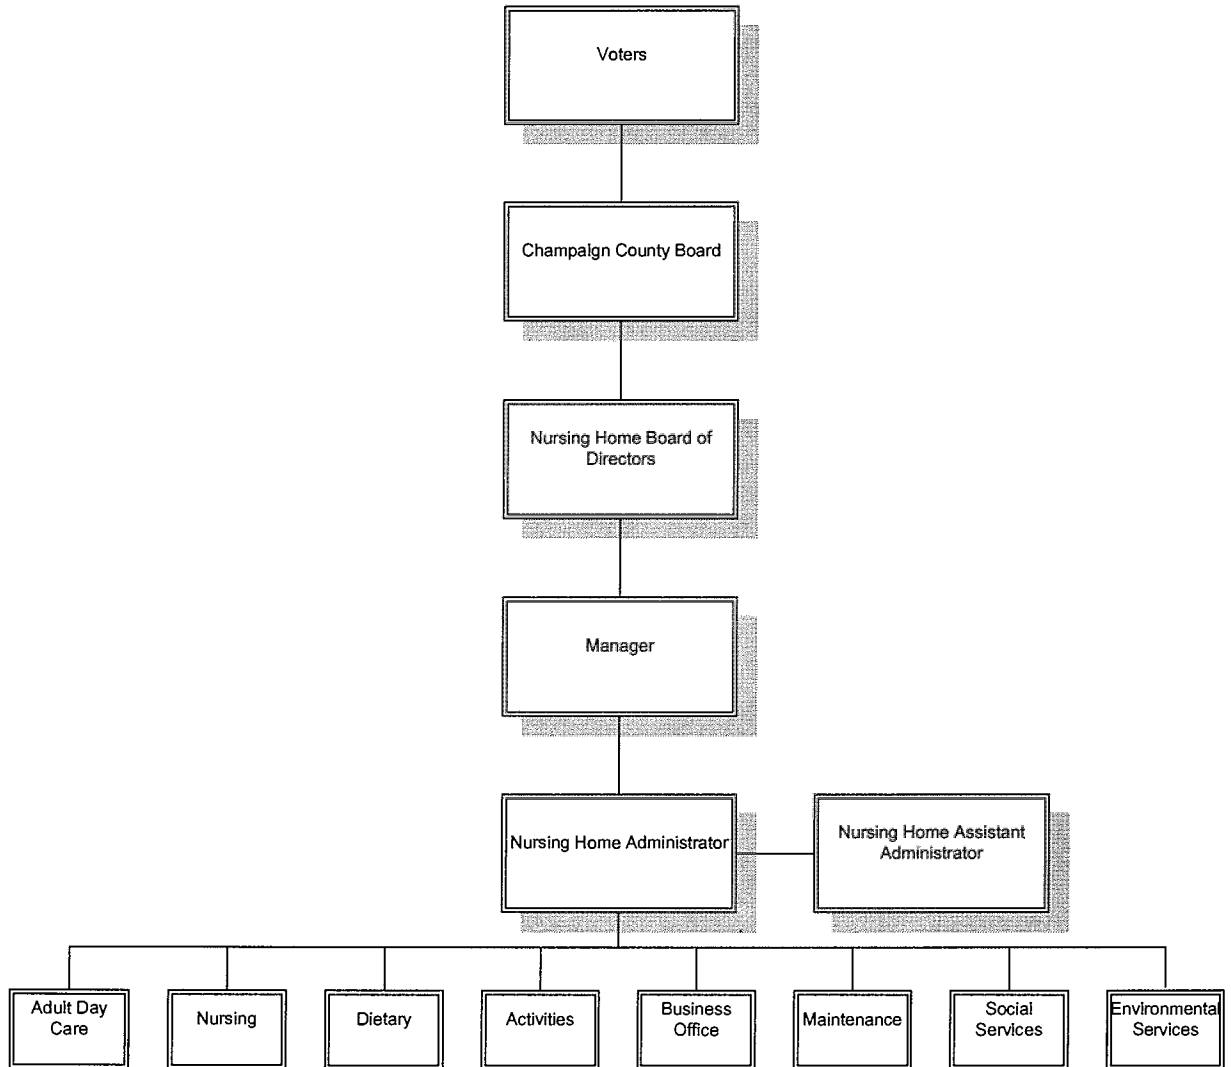 Voters
Champaign County Board
Nursing Home Board of
Directors
Manager
Nursing Home Administrator
Nursing Home Assistant
Administrator
Adult Day
Care
Nursing
Dietary
Activities
Business
Office
Maintenance
Social
Services
Environmental
Services